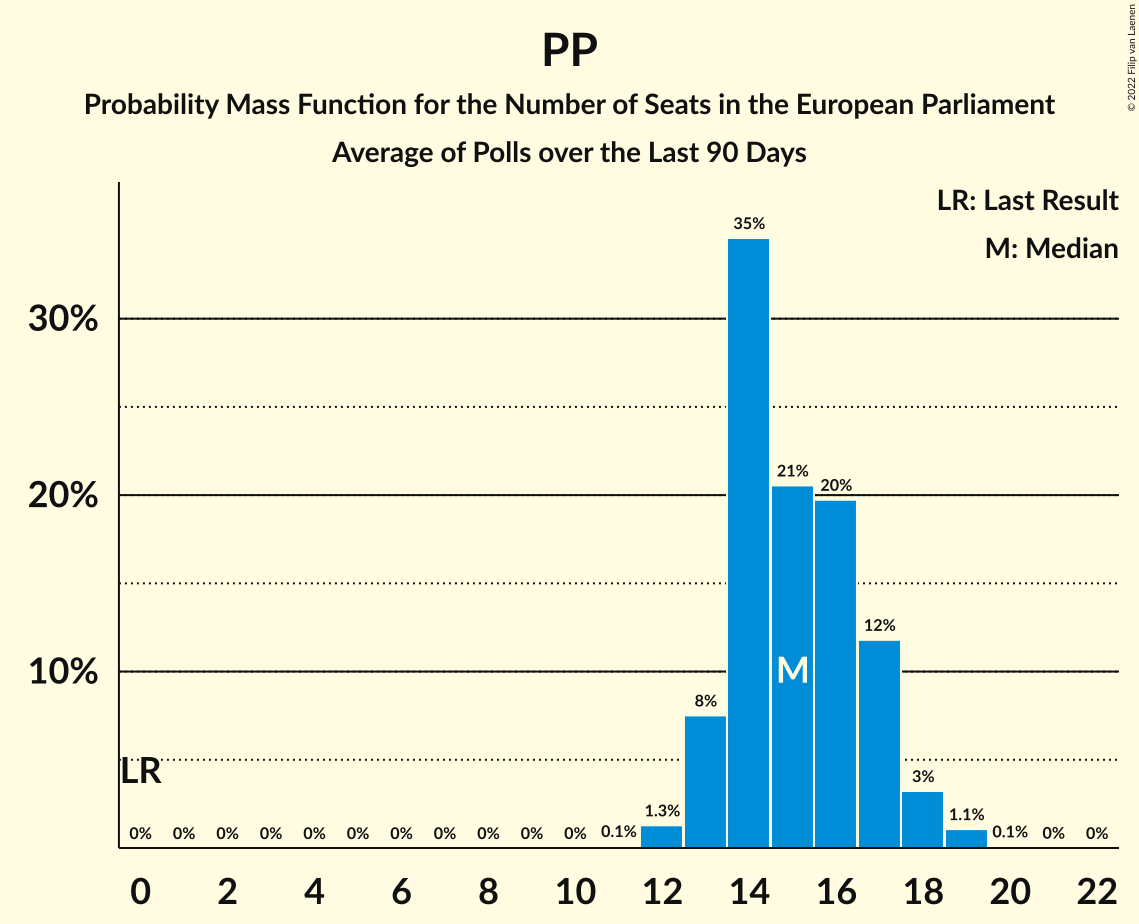 PP
Probability Mass Function for the Number of Seats in the European Parliament
Average of Polls over the Last 90 Days
© 2022 Filip van Laenen
LR: Last Result
M: Median
35%
30%
21%
20%
20%
12%
10%
M
8%
LR
3%
0% 0% 0% 0% 0% 0% 0% 0% 0% 0% 0% 0.1% 1.3% 1.1% 0.1% 0% 0%
0 2 4 6 8 10 12 14 16 18 20 22